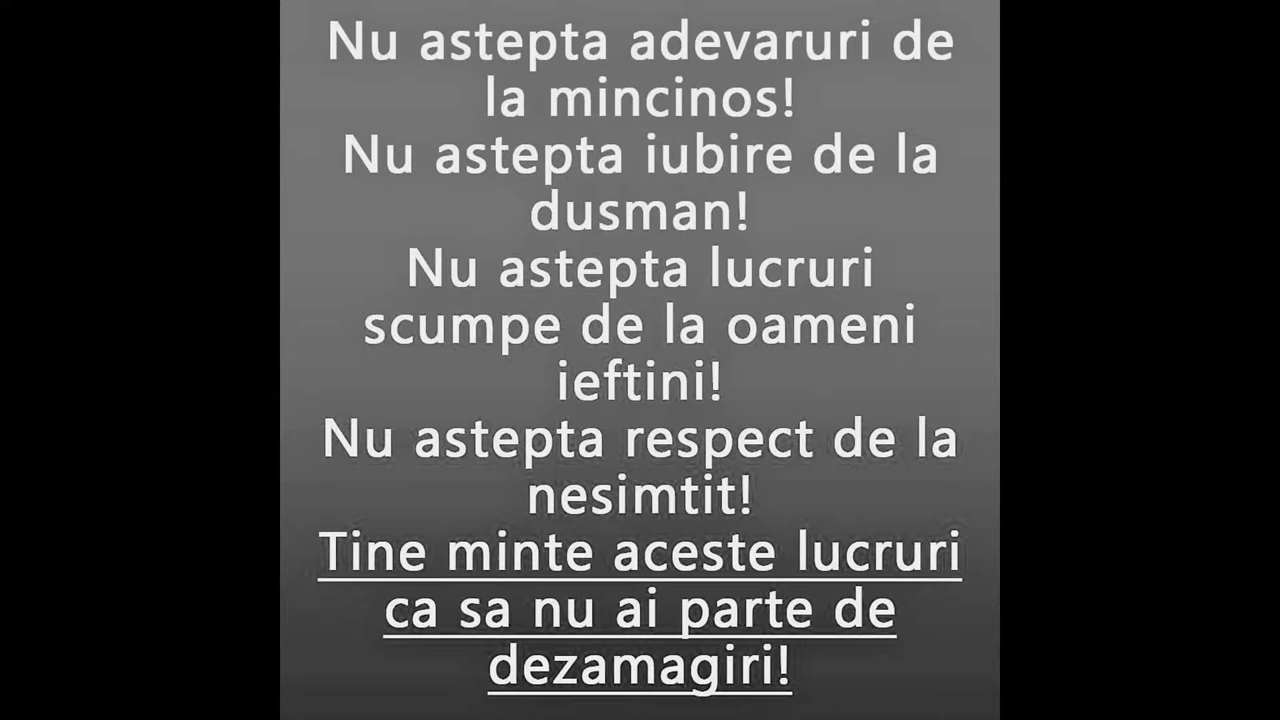 Nu astepta adevaruri de
la mincinos!
Nu astepta iubire de la
dusman!
Nu astepta lucruri
scumpe de la oameni
ieftini!
Nu astepta respect de la
nesimtit!
Tine minte aceste lucruri
ca sa nu ai parte de
dezamagiri!